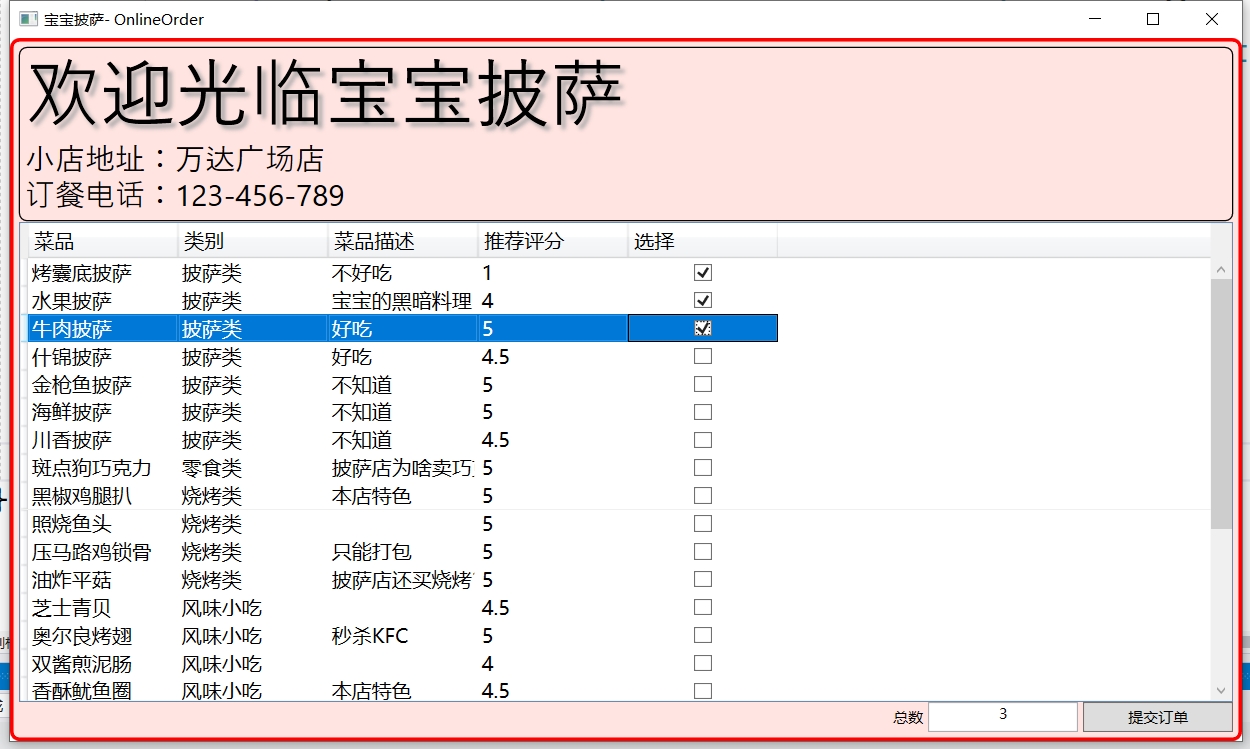 宝宝披萨- OnlineOrder
欢迎光临宝宝披萨
小店地址：万达广场店
订餐电话：123-456-789
菜品 类别 菜品描述 推荐评分 选择
烤囊底披萨 披萨类 不好吃 1
水果披萨 披萨类 宝宝的黑暗料理 4
牛肉披萨 披萨类 好吃 5
什锦披萨 披萨类 好吃 4.5
金枪鱼披萨 披萨类 不知道 5
海鲜披萨 披萨类 不知道 5
川香披萨 披萨类 不知道 4.5
斑点狗巧克力 零食类 披萨店为啥卖巧 5
黑椒鸡腿扒 烧烤类 本店特色 5
照烧鱼头 烧烤类 5
压马路鸡锁骨 烧烤类 只能打包 5
油炸平菇 烧烤类 披萨店还买烧烤 5
芝士青贝 风味小吃 4.5
奥尔良烤翅 风味小吃 秒杀KFC 5
双酱煎泥肠 风味小吃 4
香酥鱿鱼圈 风味小吃 本店特色 4.5
总数 3 提交订单